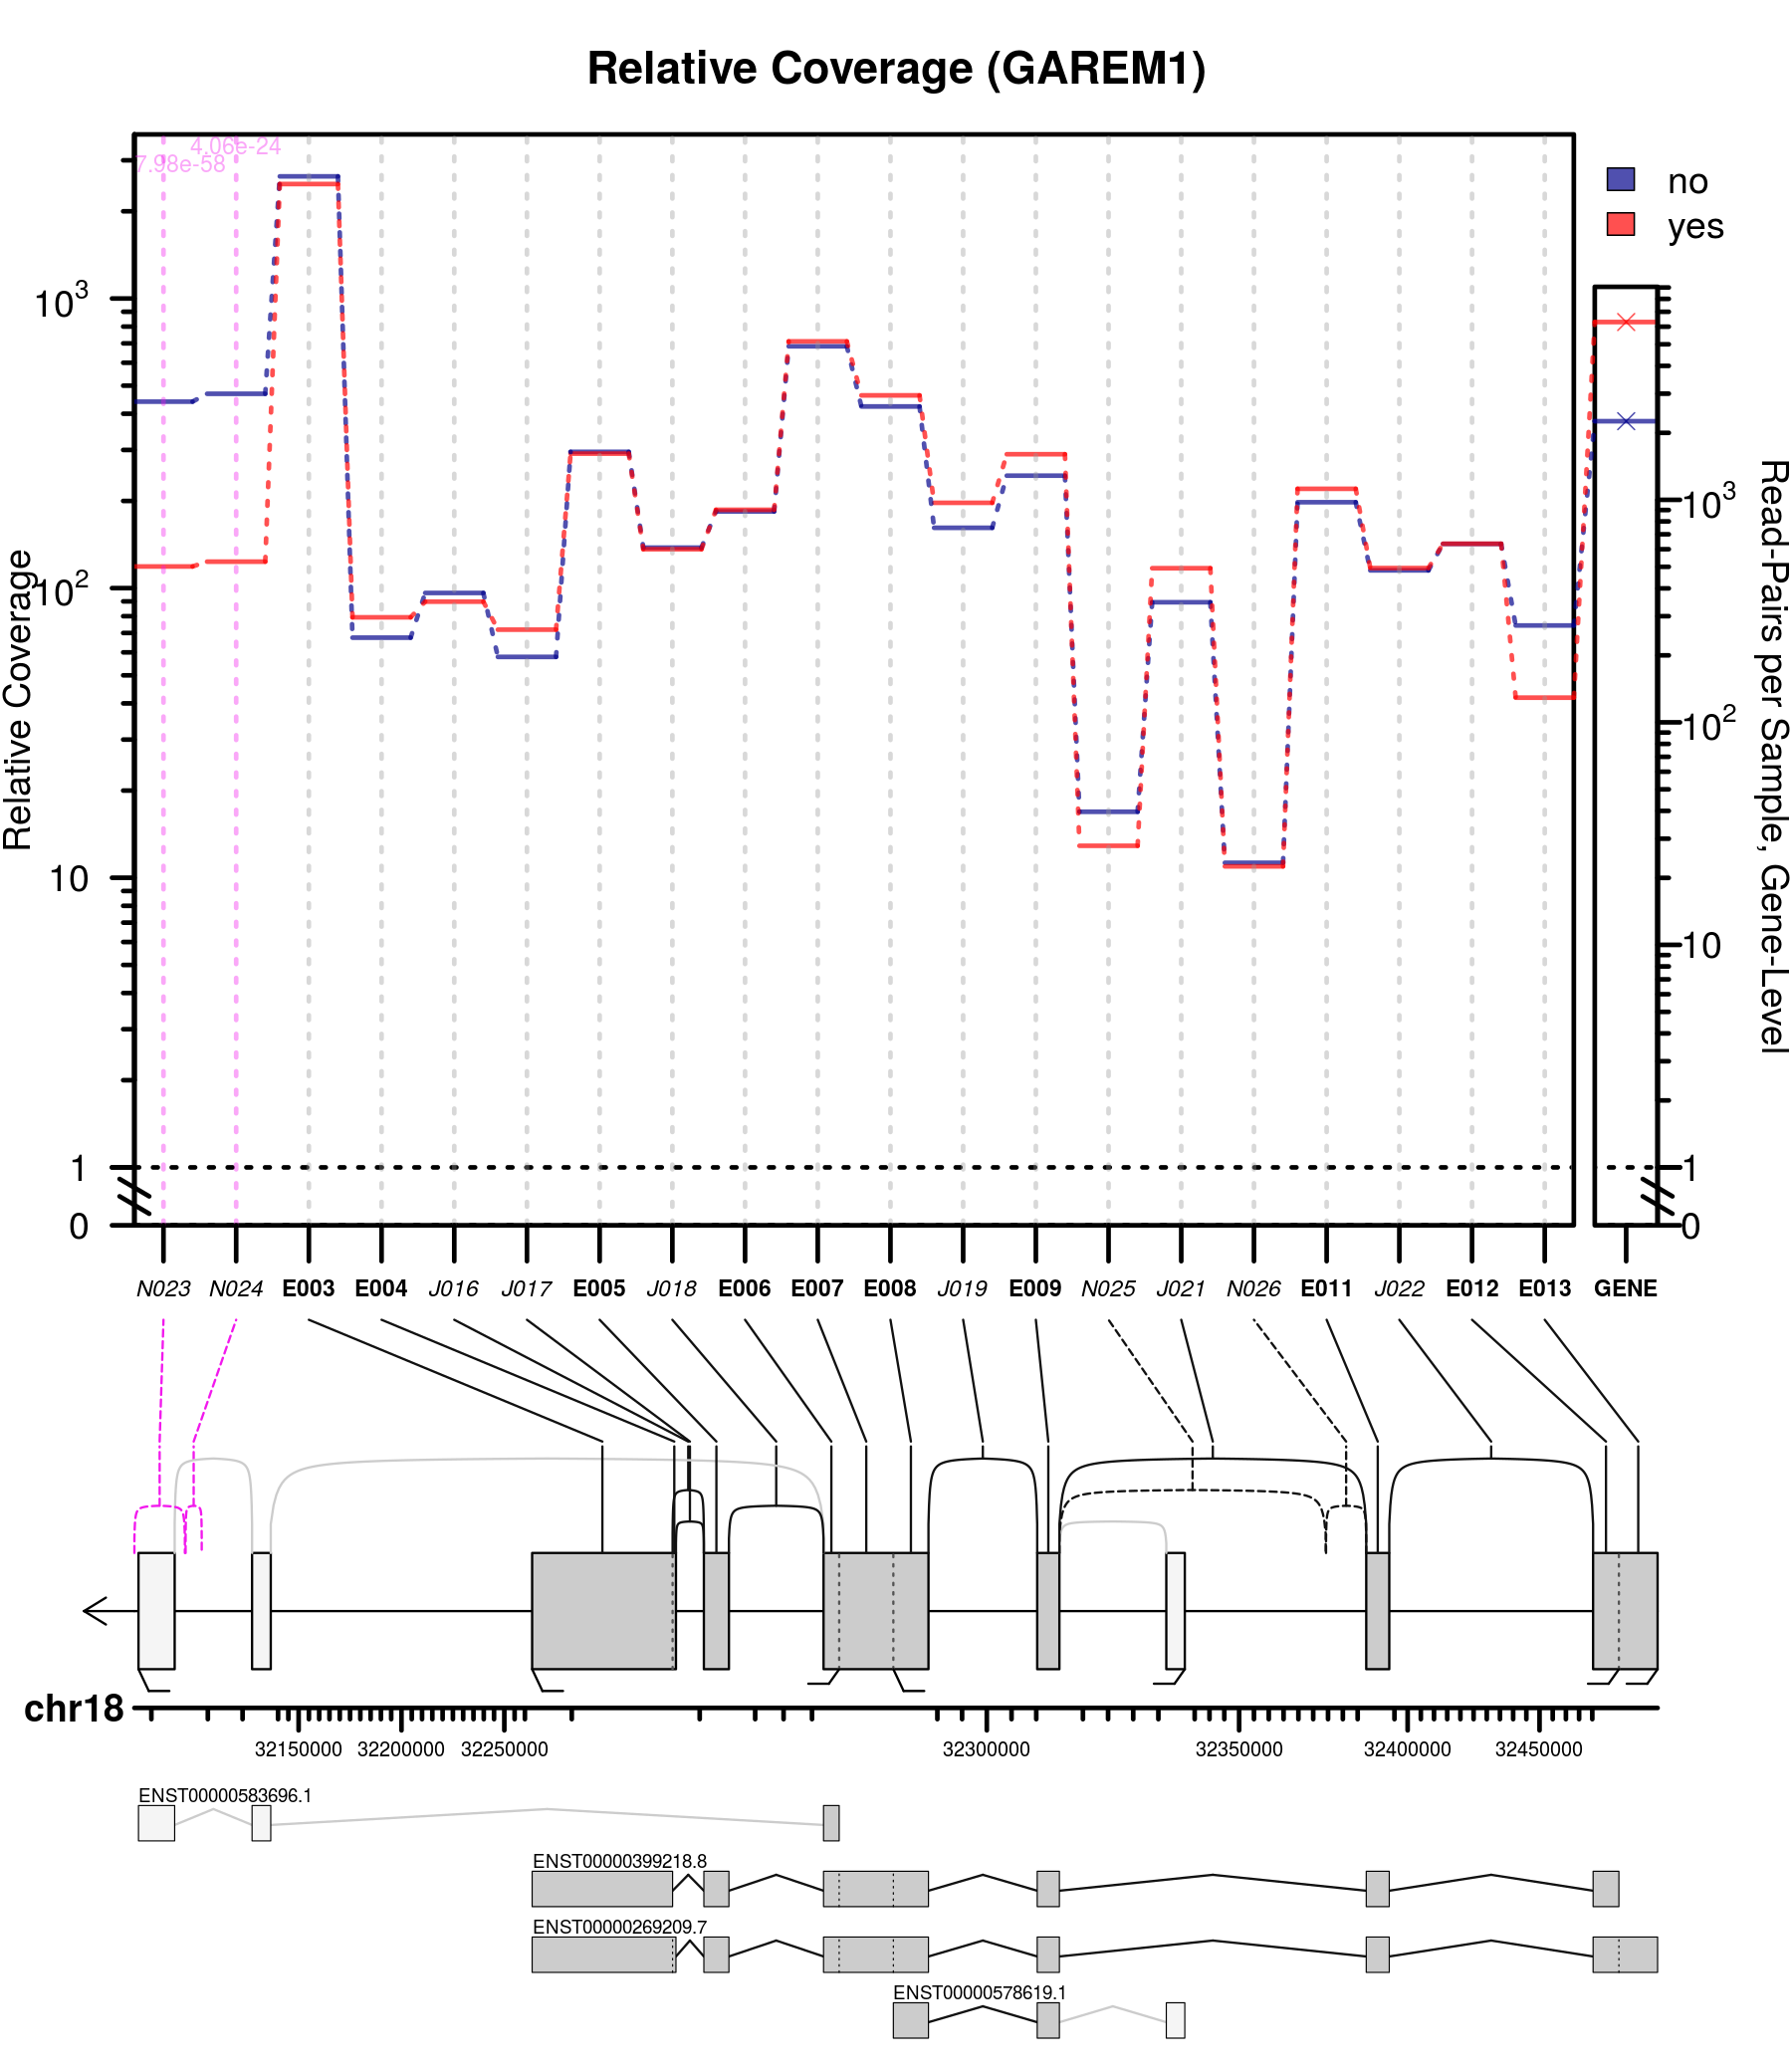 Relative Coverage (GAREM1)
4.06e-24
7.98e-58
no
yes
10^3
10^2
10
1
0
Relative Coverage
10^3
10^2
10
1
0
Read-Pairs per Sample, Gene-Level
N023 N024 E003 E004 J016 J017 E005 J018 E006 E007 E008 J019 E009 N025 J021 N026 E011 J022 E012 E013 GENE
chr18
32150000 32200000 32250000 32300000 32350000 32400000 32450000
ENST00000583696.1
ENST00000399218.8
ENST00000269209.7
ENST00000578619.1